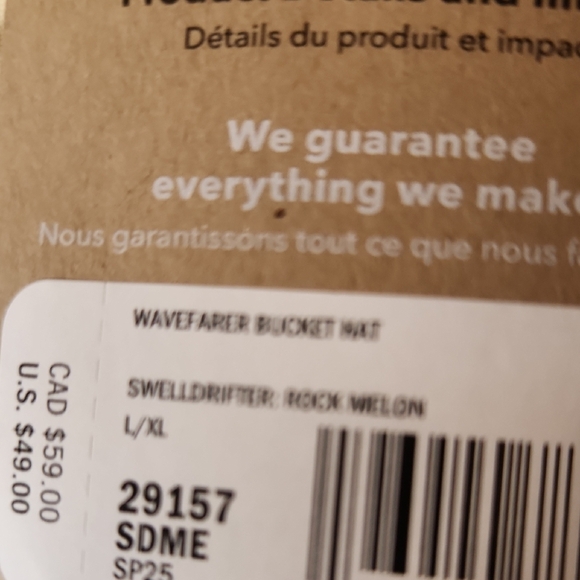 Détails du produit et impa
We guarantee
everything we make
Nous garantissons tout ce que nous f
WAVEFARER BUCKET HAT
SWELLDRIFTER: ROCK MELON
L/XL
29157
SDME
SP25
CAD $59.00
U.S. $49.00